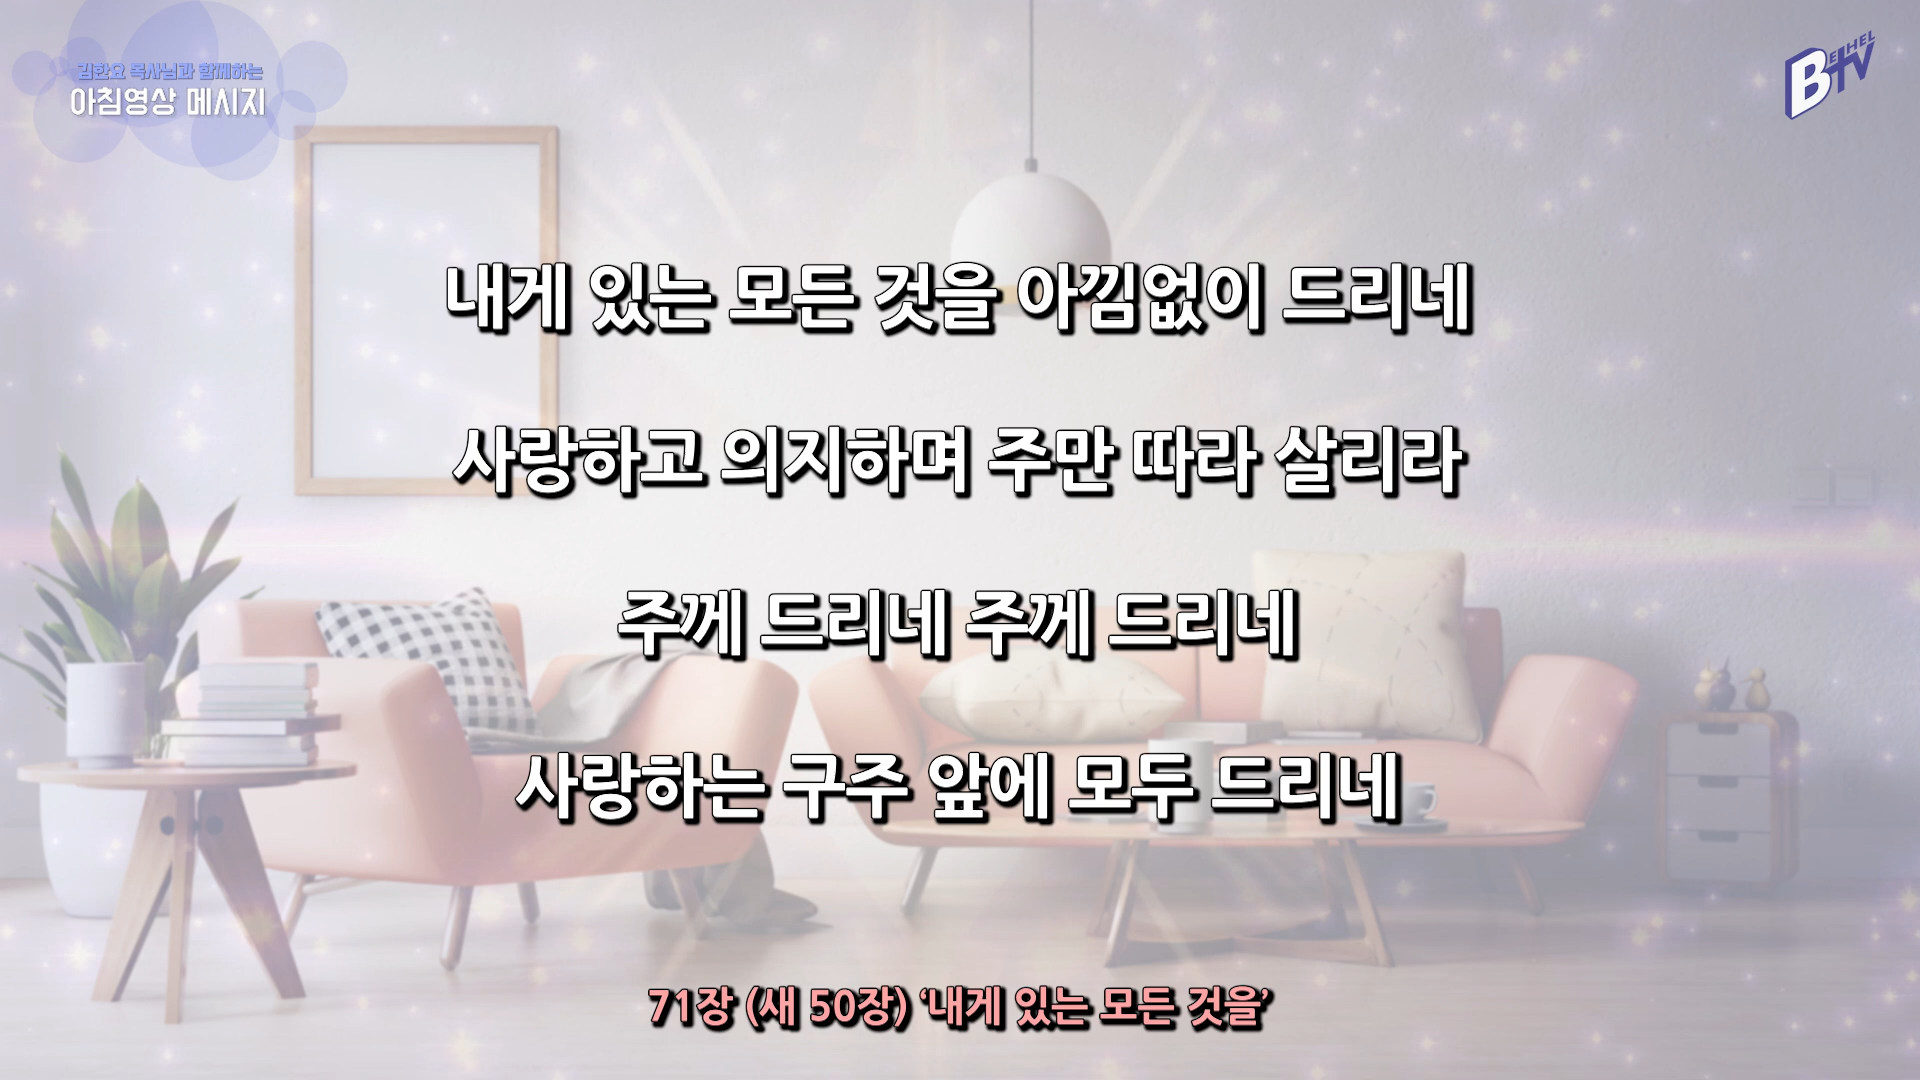 김한요 목사님과 함께하는
아침영상 메시지
BETHEL
BTV
내게 있는 모든 것을 아낌없이 드리네
사랑하고 의지하며 주만 따라 살리라
주께 드리네 주께 드리네
사랑하는 구주 앞에 모두 드리네
71장 (새 50장) ‘내게 있는 모든 것을’